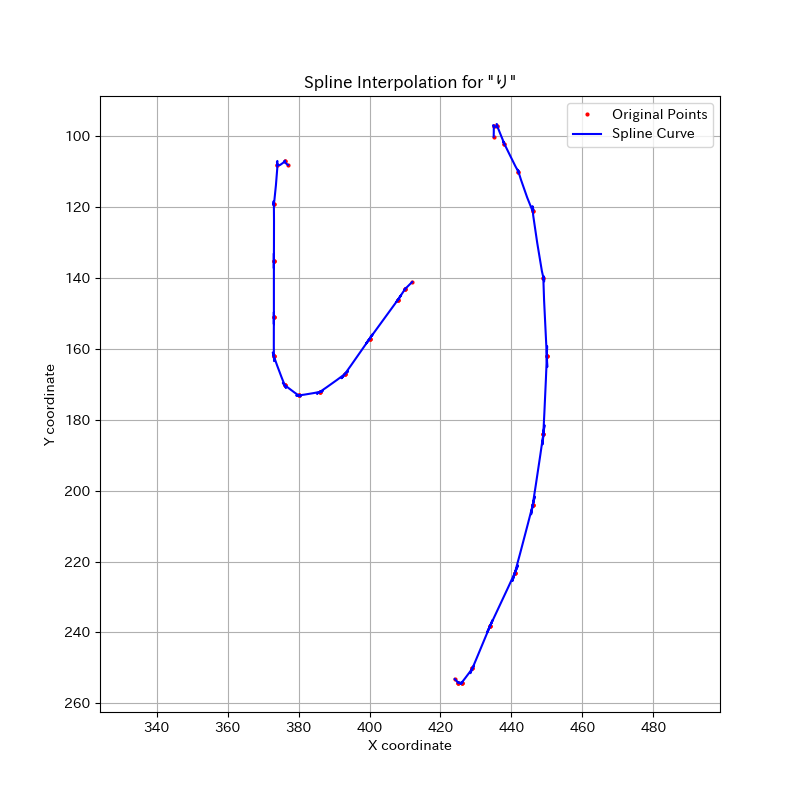 Spline Interpolation for "り"
Original Points
Spline Curve
100
120
140
160
180
200
220
240
260
Y coordinate
340 360 380 400 420 440 460 480
X coordinate